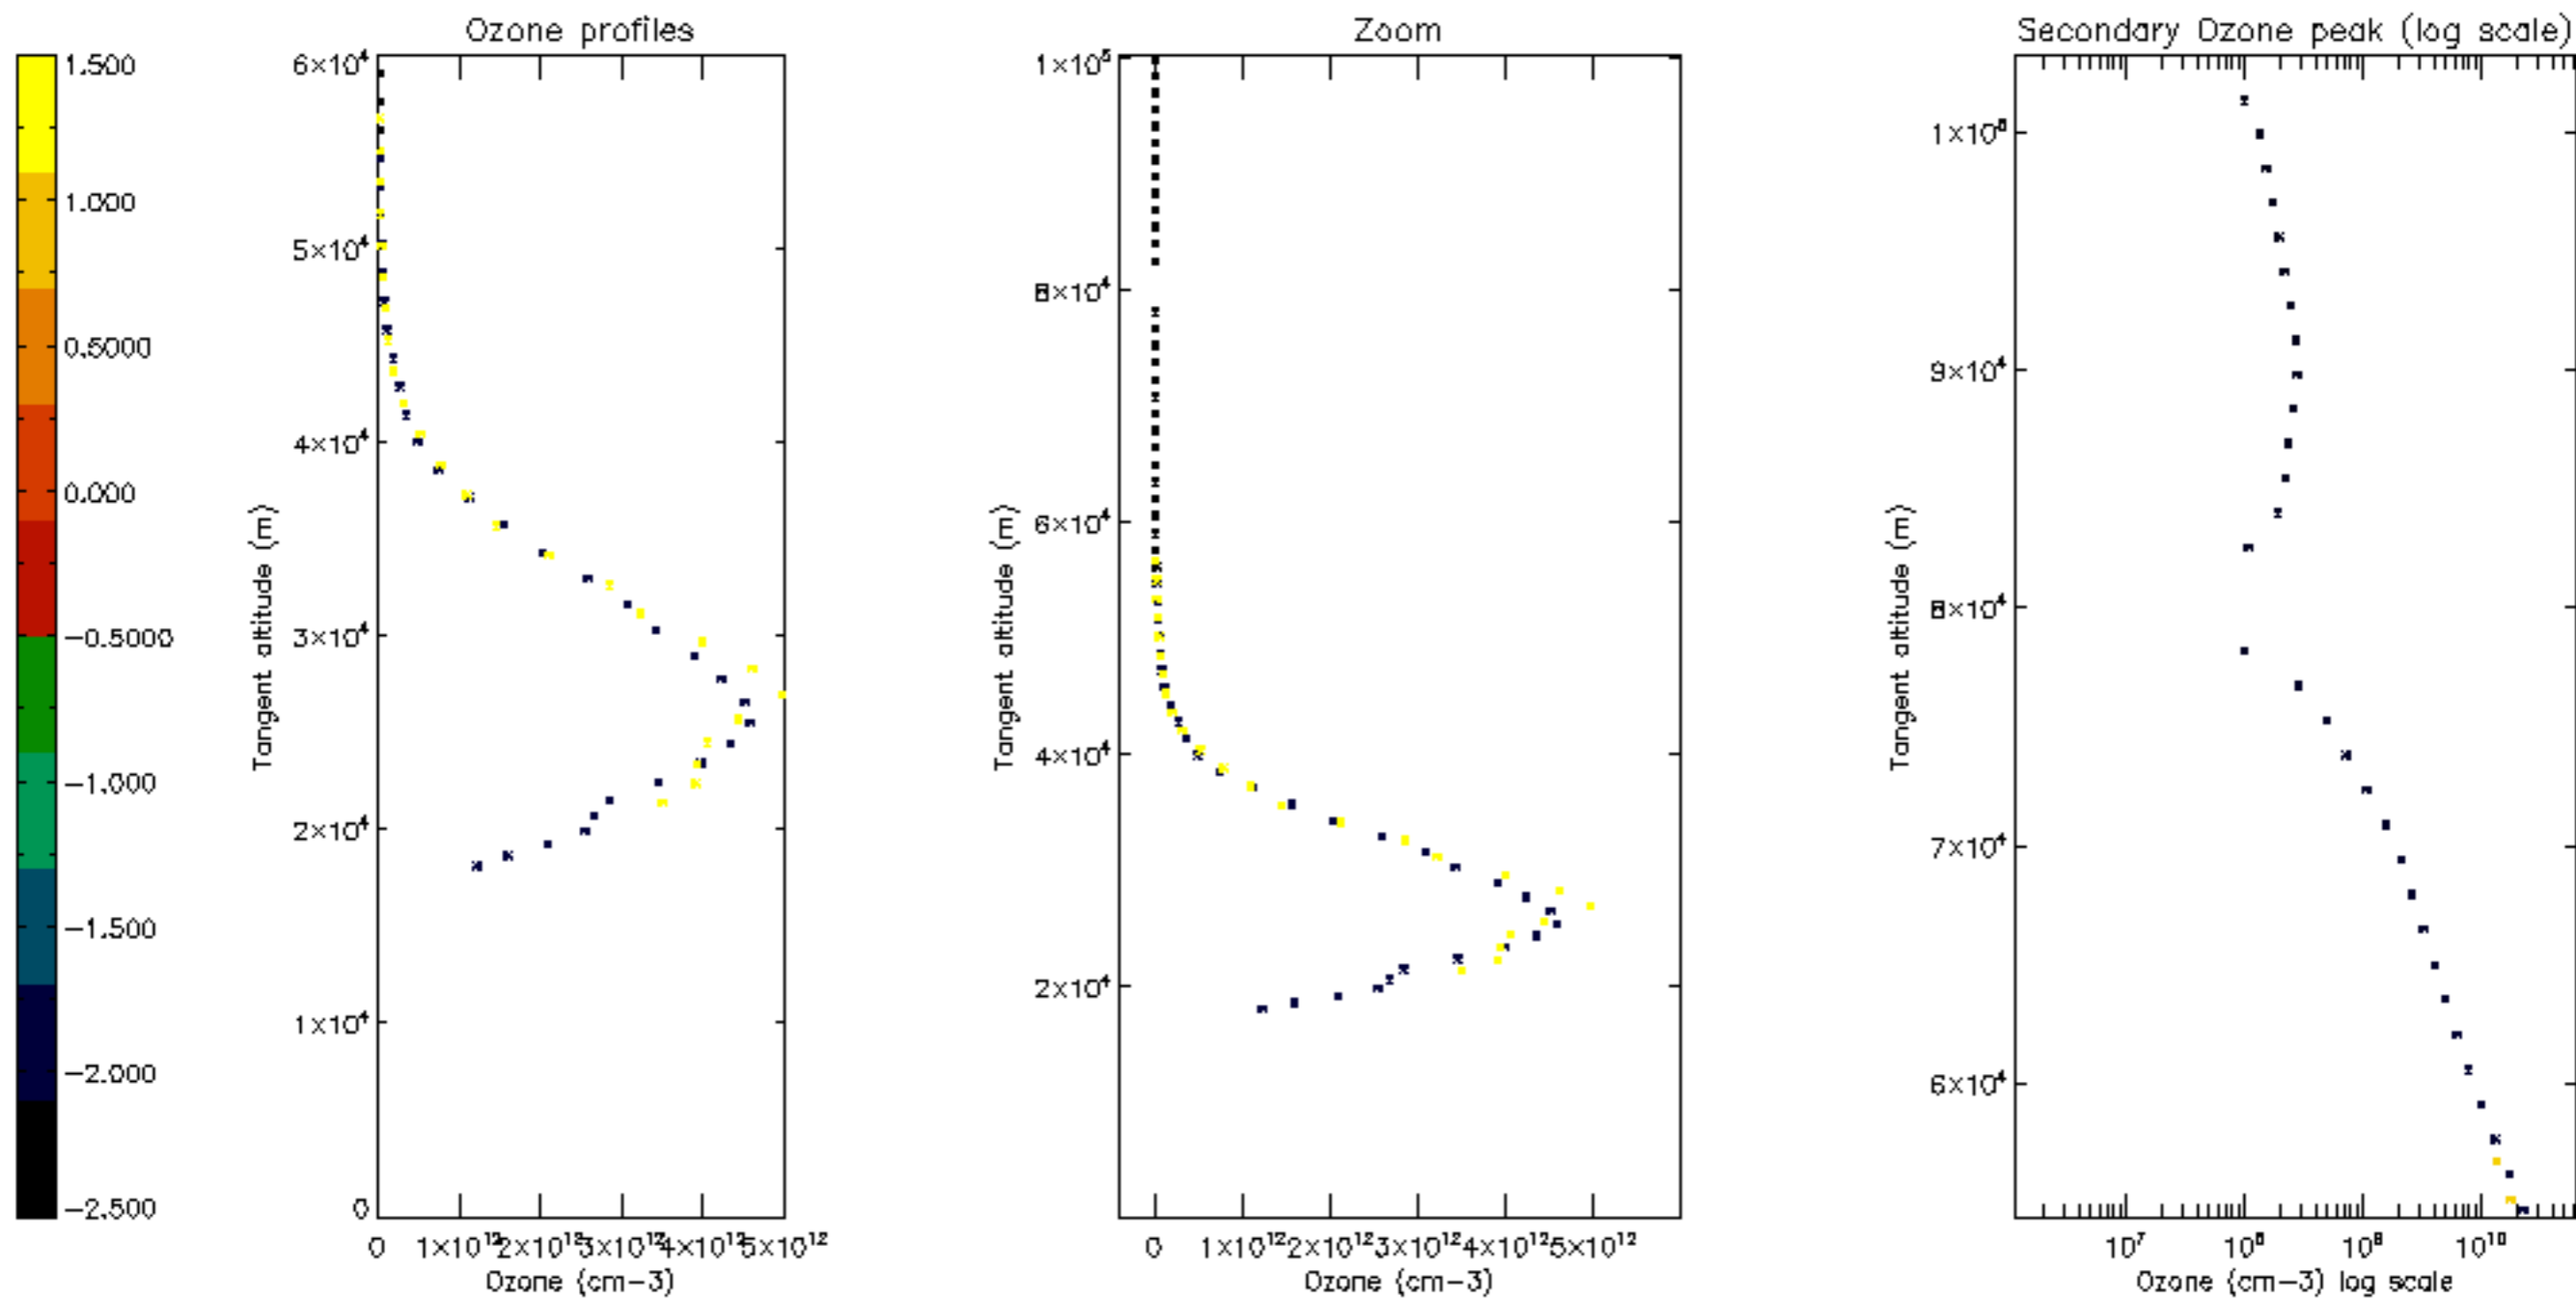 Ozone profiles
Zoom
Secondary Ozone peak (log scale)
1.500
1.000
0.5000
0.000
−0.5000
−1.000
−1.500
−2.000
−2.500
6×10⁴
5×10⁴
4×10⁴
3×10⁴
2×10⁴
1×10⁴
0
Tangent altitude (m)
0 1×10¹² 2×10¹² 3×10¹² 4×10¹² 5×10¹²
Ozone (cm−3)
1×10⁵
8×10⁴
6×10⁴
4×10⁴
2×10⁴
Tangent altitude (m)
0 1×10¹² 2×10¹² 3×10¹² 4×10¹² 5×10¹²
Ozone (cm−3)
9×10⁴
8×10⁴
7×10⁴
6×10⁴
Tangent altitude (m)
10⁷ 10⁸ 10⁹ 10¹⁰
Ozone (cm−3) log scale